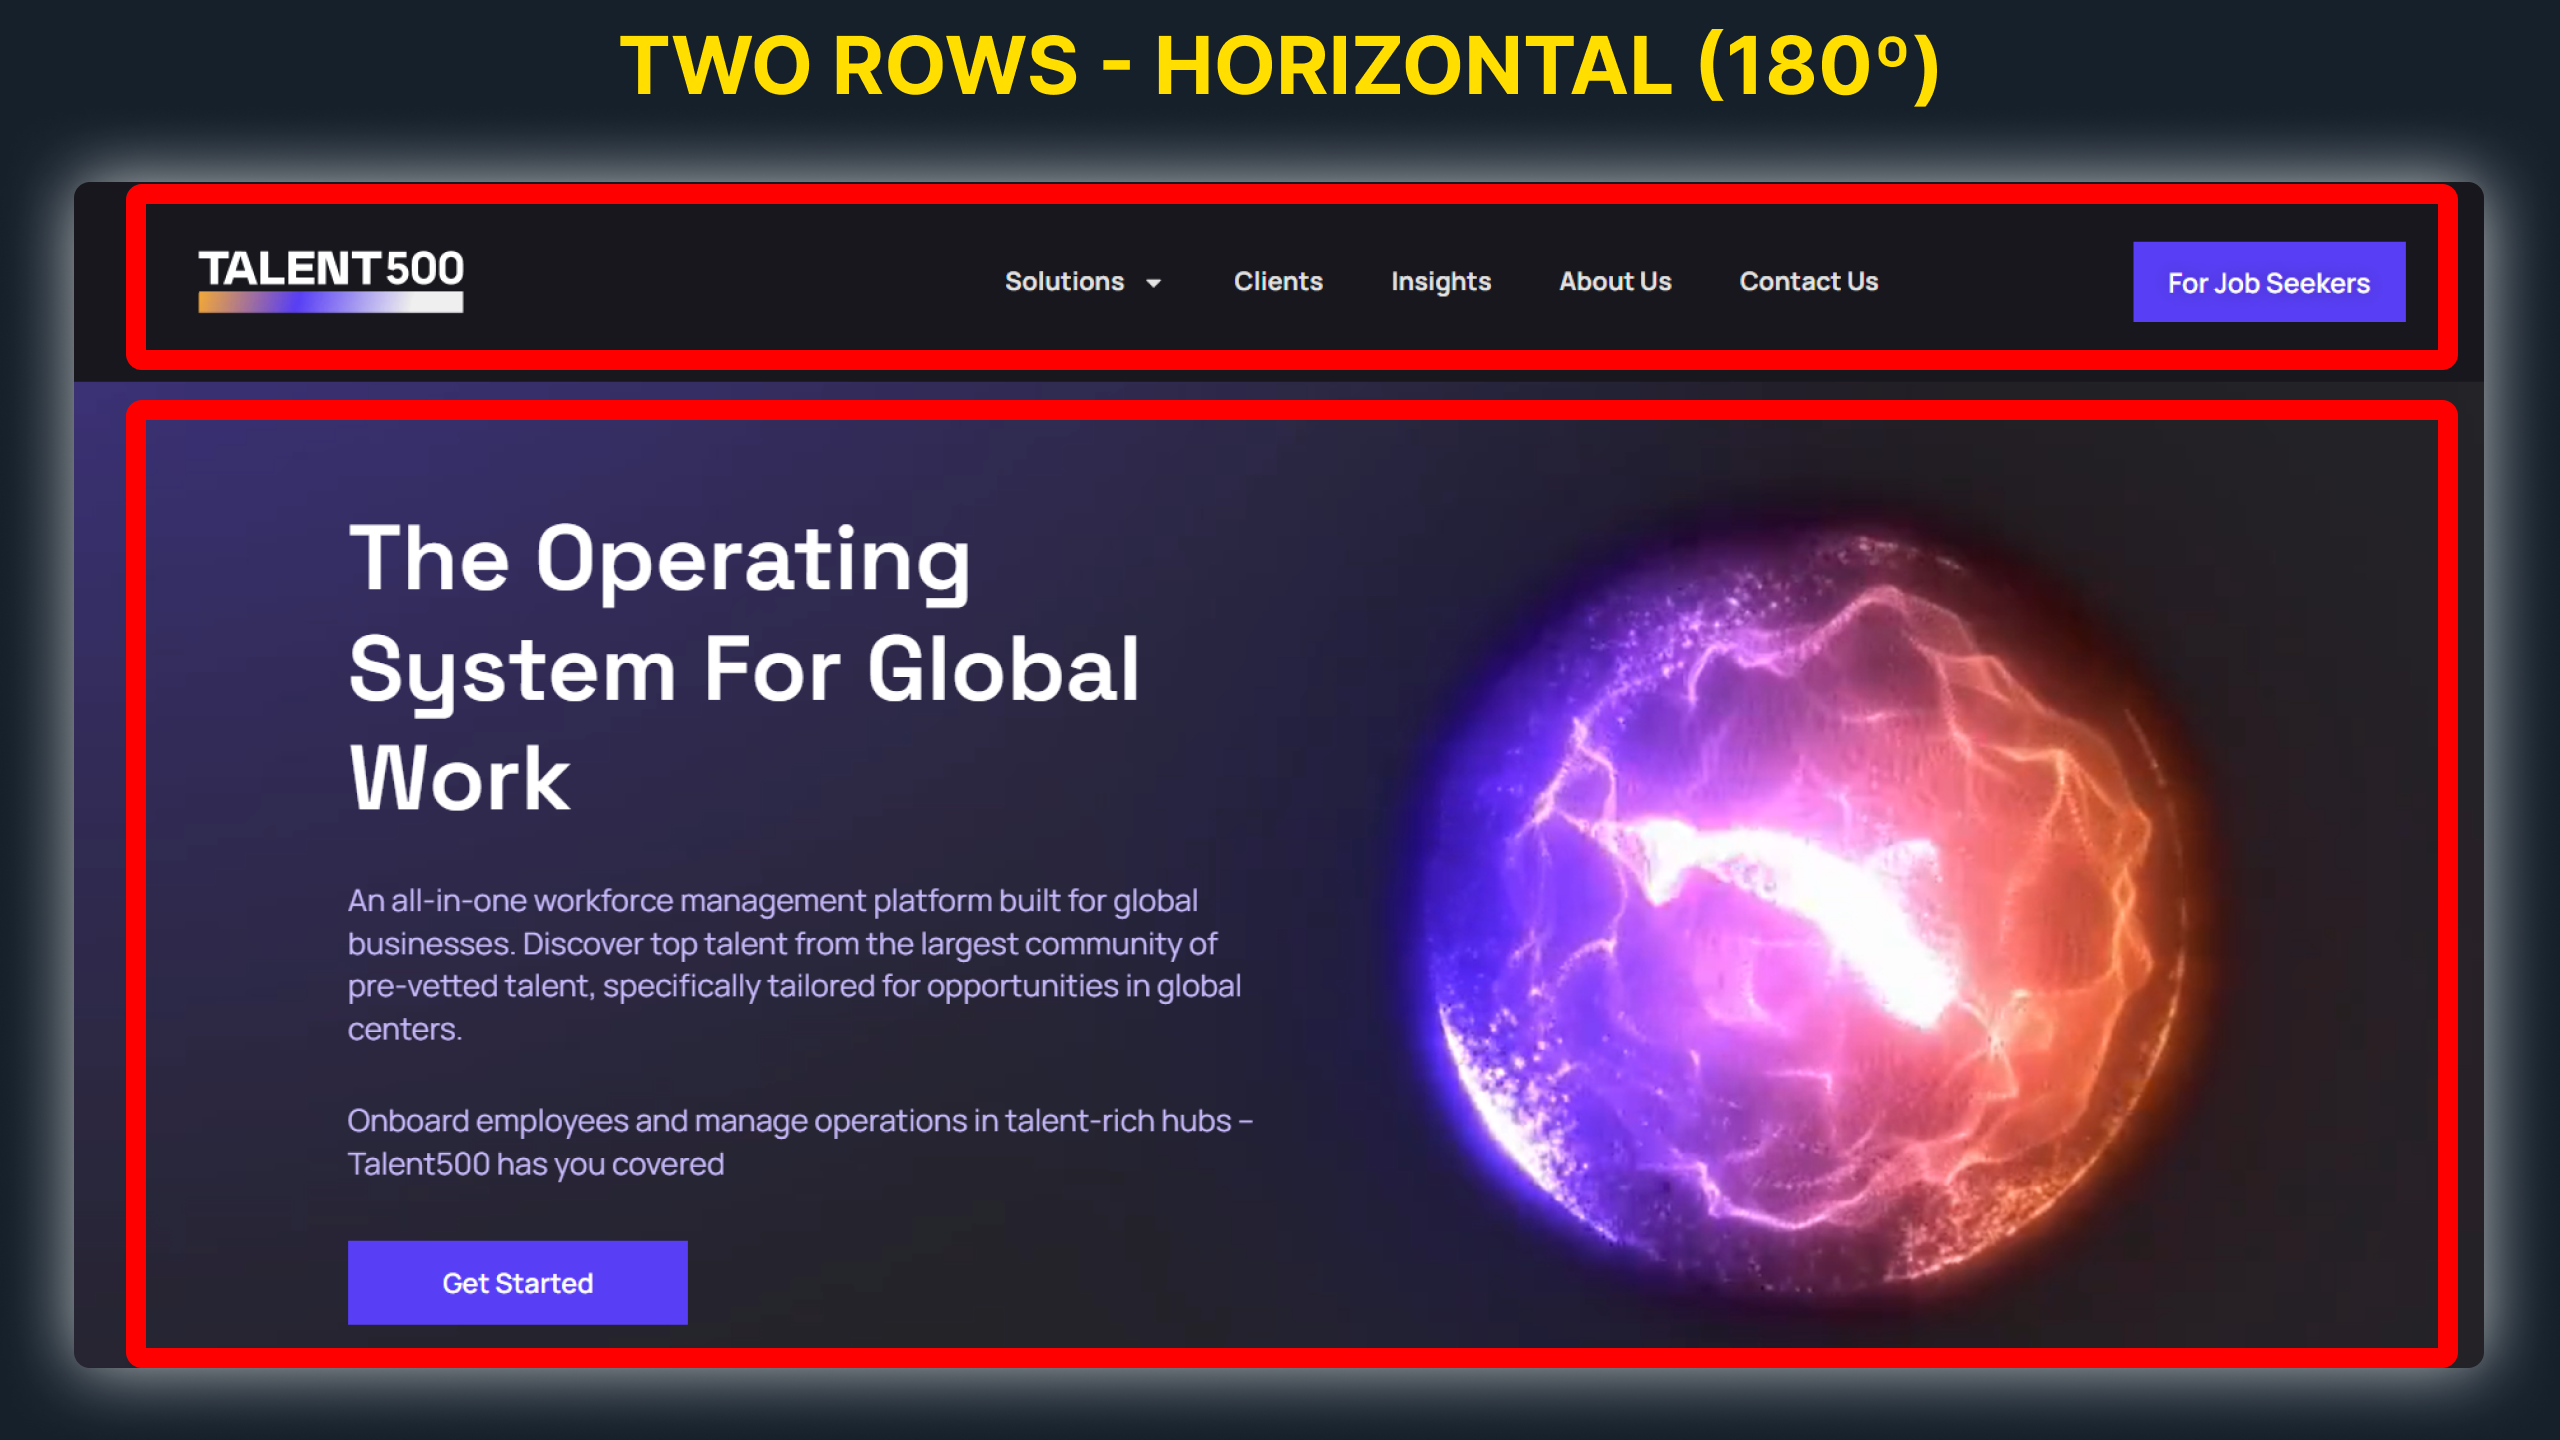 TWO ROWS - HORIZONTAL (180º)
TALENT500
Solutions Clients Insights About Us Contact Us
For Job Seekers
The Operating
System For Global
Work
An all-in-one workforce management platform built for global
businesses. Discover top talent from the largest community of
pre-vetted talent, specifically tailored for opportunities in global
centers.
Onboard employees and manage operations in talent-rich hubs –
Talent500 has you covered
Get Started